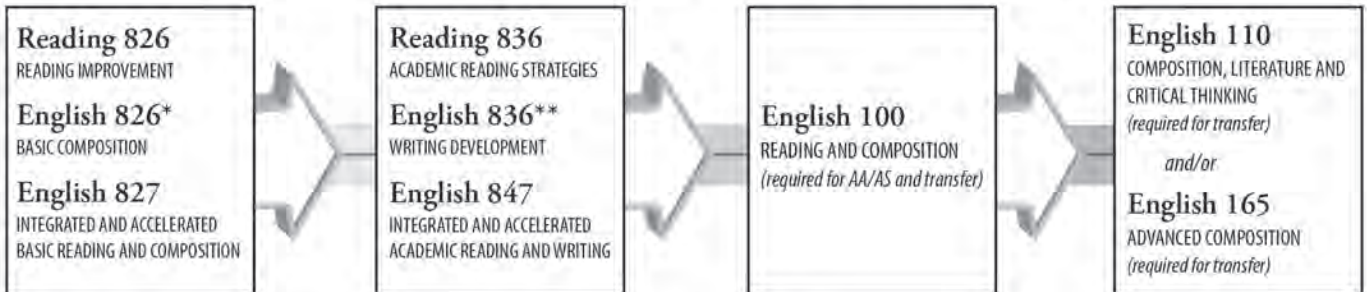 Reading 826
READING IMPROVEMENT
English 826*
BASIC COMPOSITION
English 827
INTEGRATED AND ACCELERATED
BASIC READING AND COMPOSITION
Reading 836
ACADEMIC READING STRATEGIES
English 836**
WRITING DEVELOPMENT
English 847
INTEGRATED AND ACCELERATED
ACADEMIC READING AND WRITING
English 100
READING AND COMPOSITION
(required for AA/AS and transfer)
English 110
COMPOSITION, LITERATURE AND
CRITICAL THINKING
(required for transfer)
and/or
English 165
ADVANCED COMPOSITION
(required for transfer)